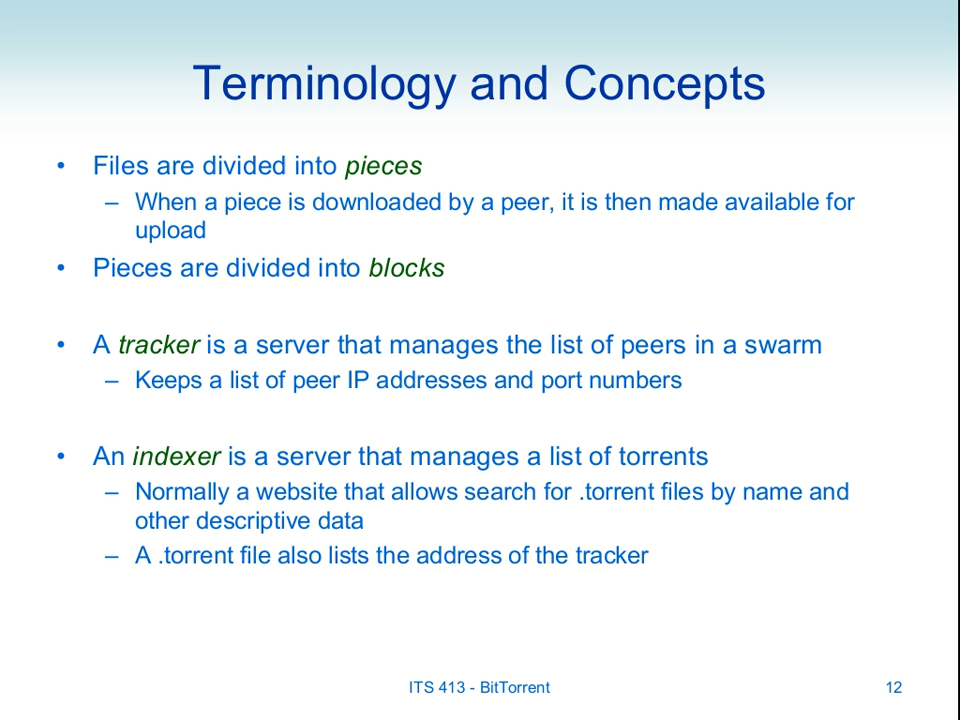 Terminology and Concepts
• Files are divided into pieces
– When a piece is downloaded by a peer, it is then made available for
upload
• Pieces are divided into blocks
• A tracker is a server that manages the list of peers in a swarm
– Keeps a list of peer IP addresses and port numbers
• An indexer is a server that manages a list of torrents
– Normally a website that allows search for .torrent files by name and
other descriptive data
– A .torrent file also lists the address of the tracker
ITS 413 - BitTorrent 12